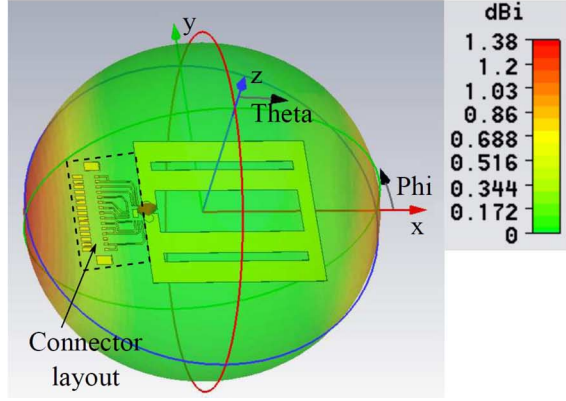 dBi
1.38
1.2
1.03
0.86
0.688
0.516
0.344
0.172
0
y
z
Theta
Phi
x
Connector
layout